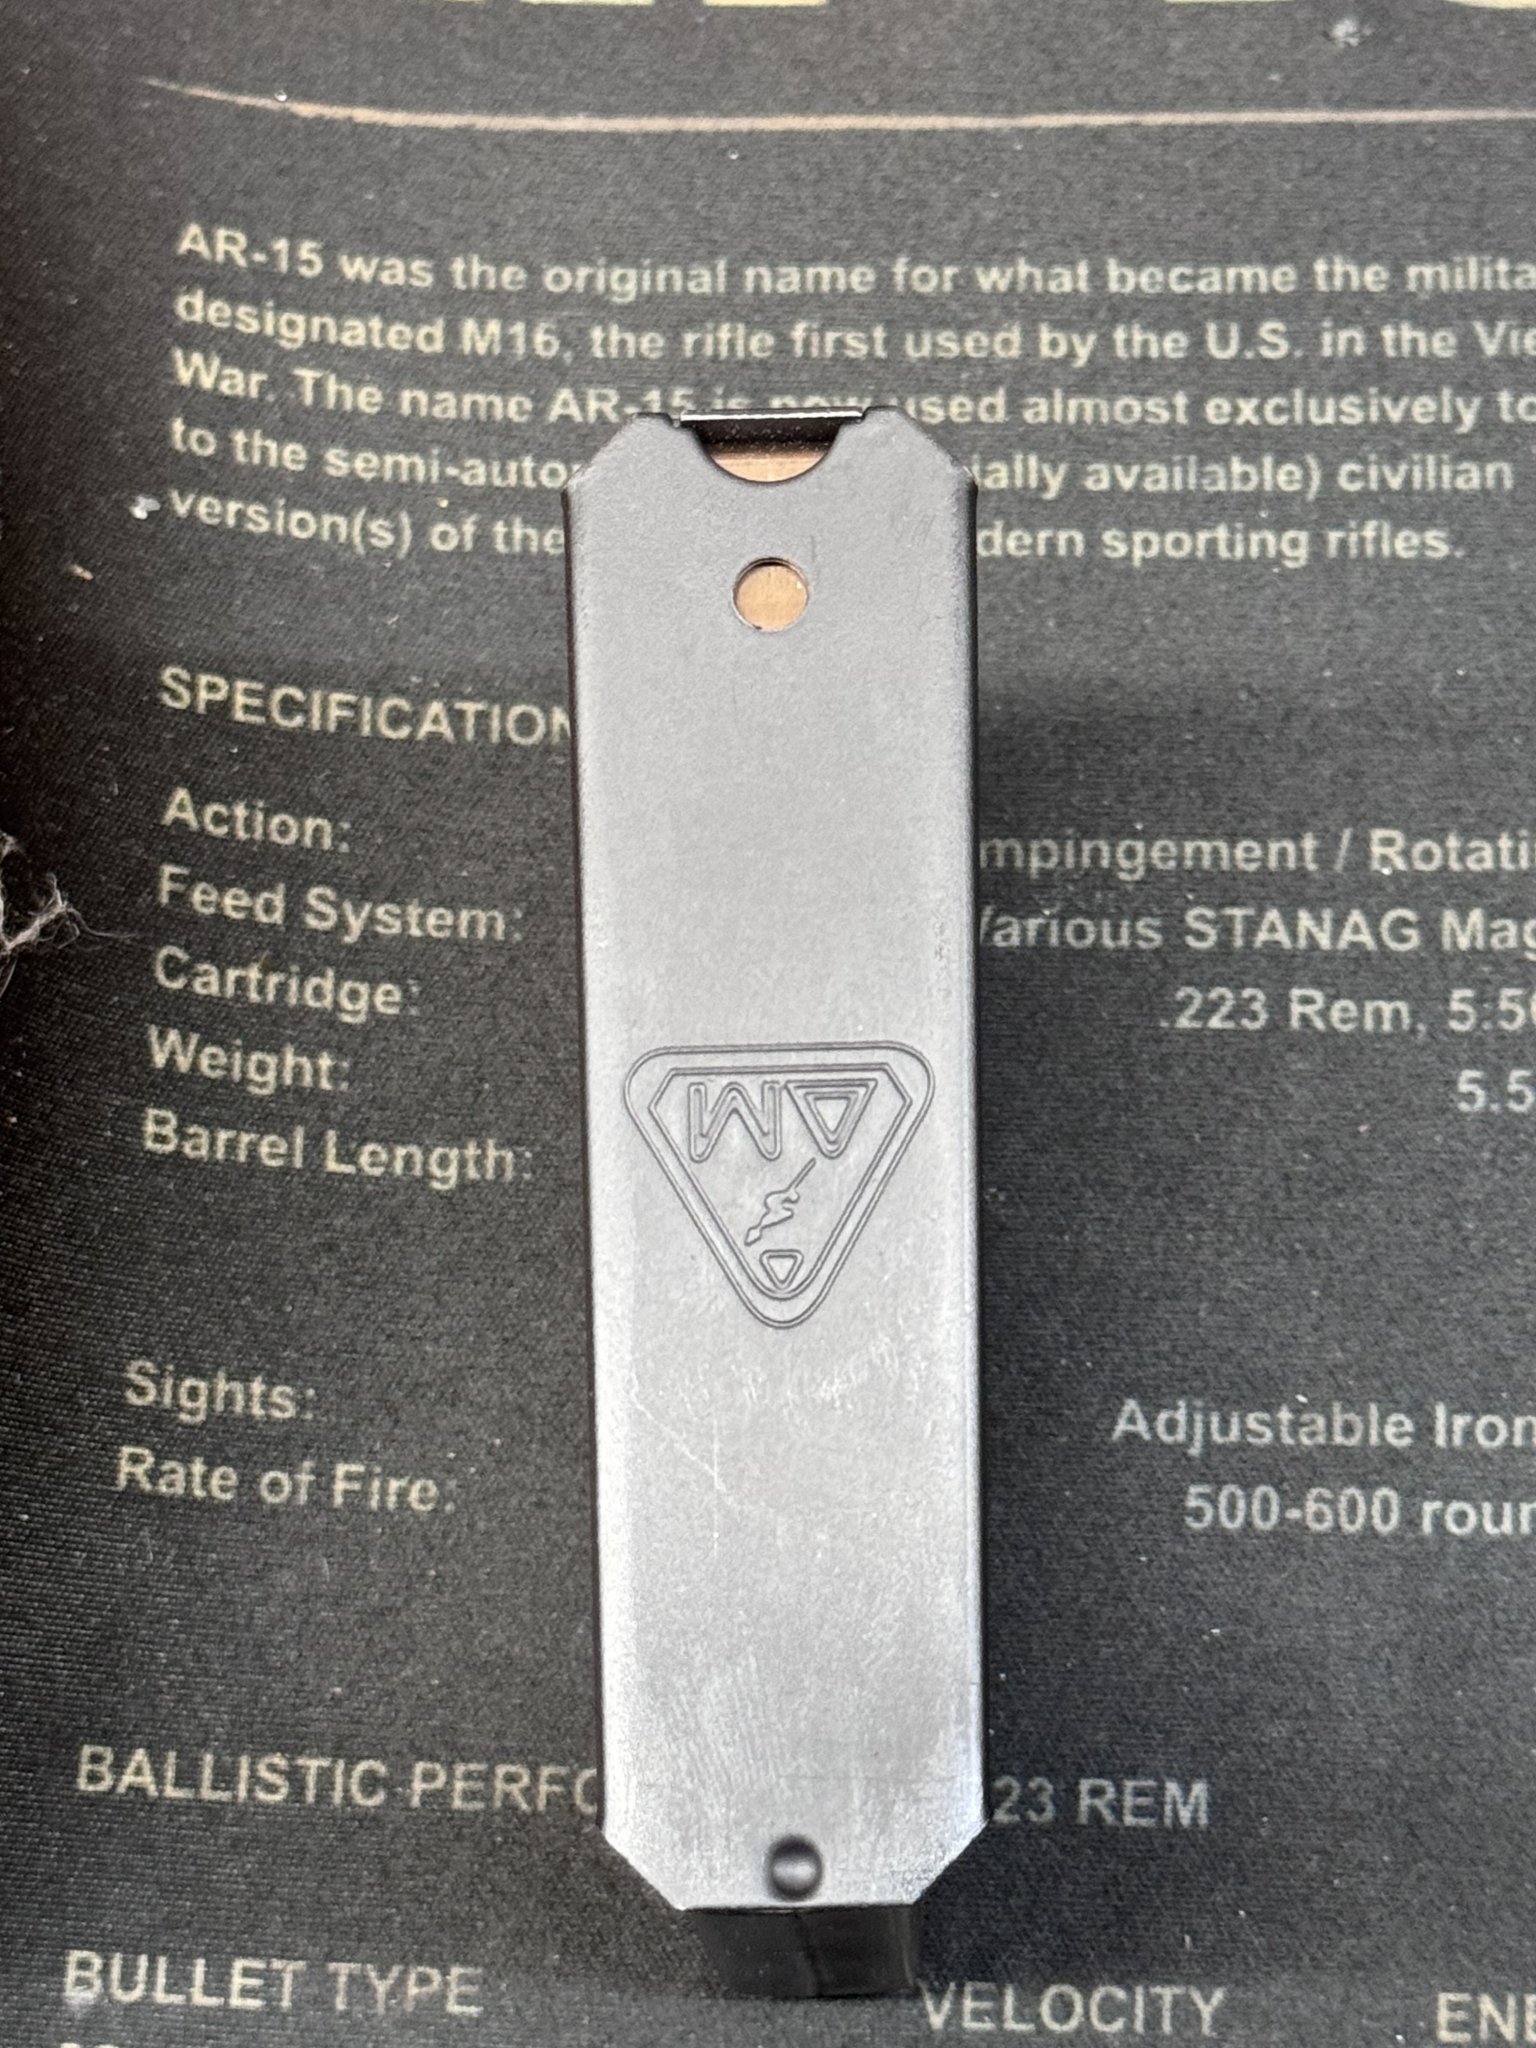 AR-15 was the original name for what became the milita
designated M16, the rifle first used by the U.S. in the Vie
War. The name AR-15 is now used almost exclusively to
to the semi-auto ially available) civilian
version(s) of the dern sporting rifles.
SPECIFICATION
Action: mpingement / Rotati
Feed System: Various STANAG Mag
Cartridge: .223 Rem, 5.56
Weight: 5.5
Barrel Length:
AM
Sights: Adjustable Iron
Rate of Fire: 500-600 roun
BALLISTIC PERFO 23 REM
BULLET TYPE VELOCITY ENE